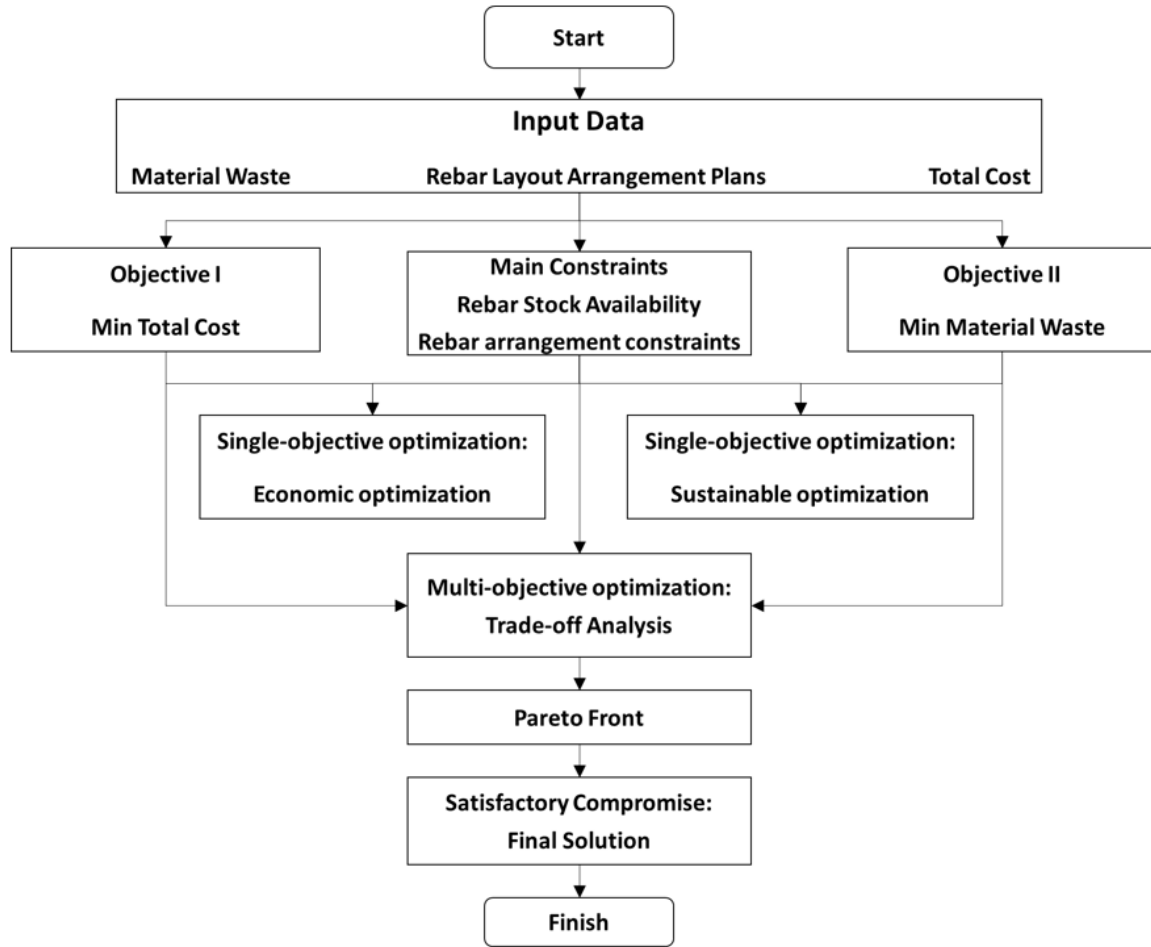 Start
Input Data
Material Waste Rebar Layout Arrangement Plans Total Cost
Objective I
Min Total Cost
Main Constraints
Rebar Stock Availability
Rebar arrangement constraints
Objective II
Min Material Waste
Single-objective optimization:
Economic optimization
Single-objective optimization:
Sustainable optimization
Multi-objective optimization:
Trade-off Analysis
Pareto Front
Satisfactory Compromise:
Final Solution
Finish